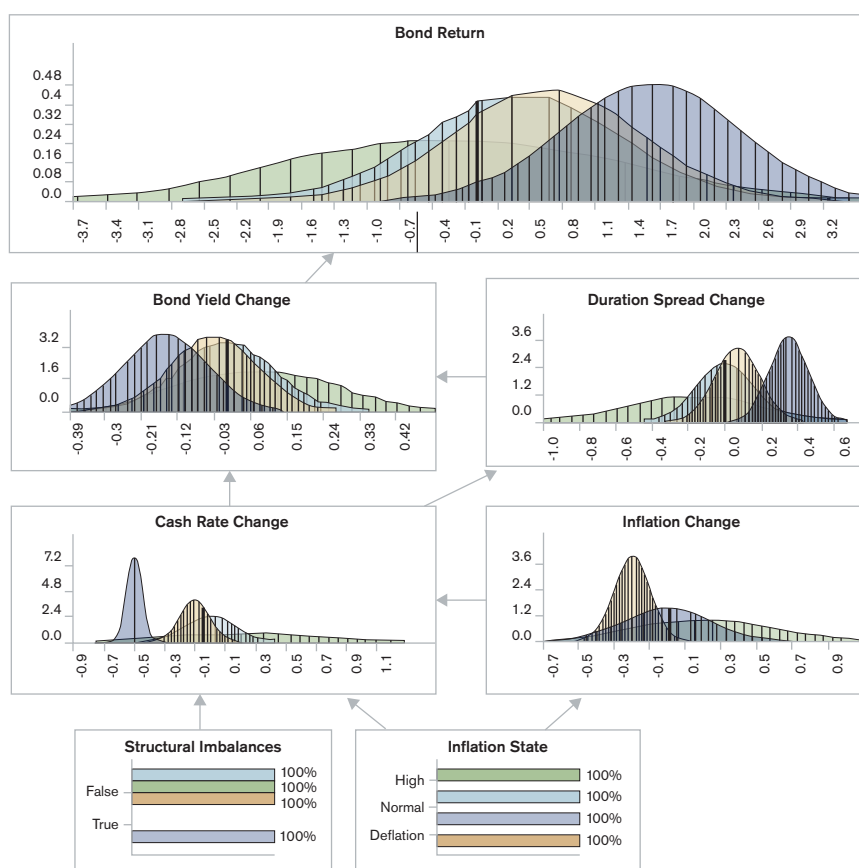 Bond Return
0.48
0.4
0.32
0.24
0.16
0.08
0.0
-3.7 -3.4 -3.1 -2.8 -2.5 -2.2 -1.9 -1.6 -1.3 -1.0 -0.7 -0.4 -0.1 0.2 0.5 0.8 1.1 1.4 1.7 2.0 2.3 2.6 2.9 3.2
Bond Yield Change
3.2
1.6
0.0
-0.39 -0.3 -0.21 -0.12 -0.03 0.06 0.15 0.24 0.33 0.42
Duration Spread Change
3.6
2.4
1.2
0.0
-1.0 -0.8 -0.6 -0.4 -0.2 0.0 0.2 0.4 0.6
Cash Rate Change
7.2
4.8
2.4
0.0
-0.9 -0.7 -0.5 -0.3 -0.1 0.1 0.3 0.5 0.7 0.9 1.1
Inflation Change
3.6
2.4
1.2
0.0
-0.7 -0.5 -0.3 -0.1 0.1 0.3 0.5 0.7 0.9
Structural Imbalances
100%
False 100%
100%
True
100%
Inflation State
High 100%
Normal 100%
100%
Deflation 100%